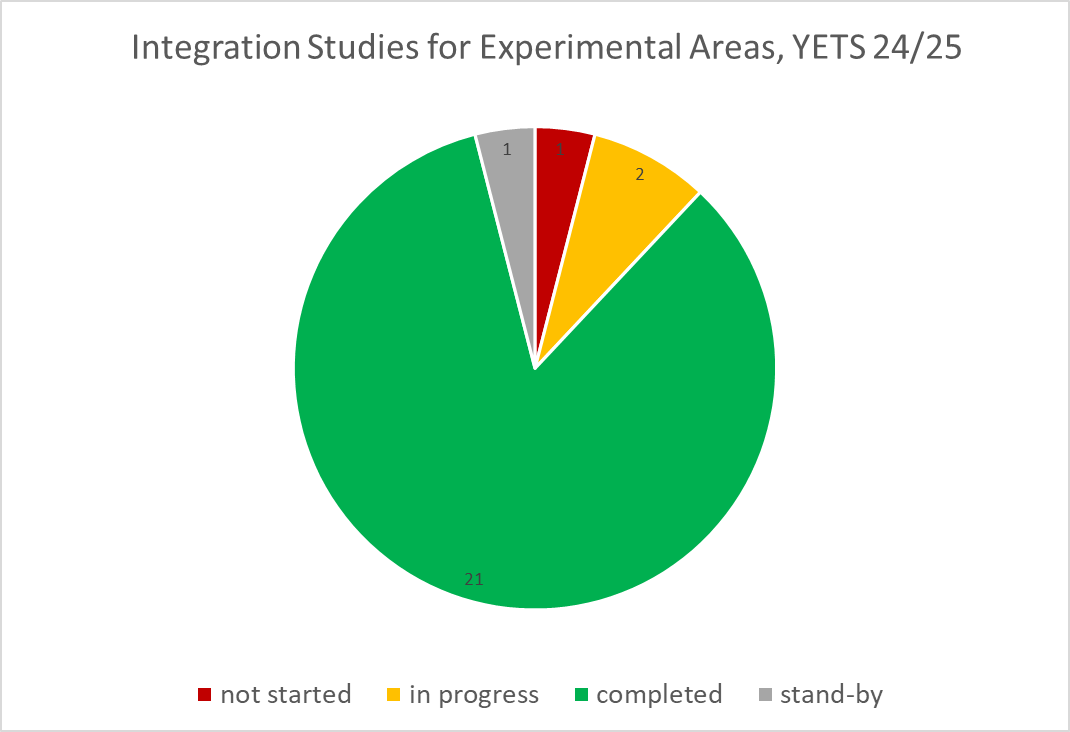 Integration Studies for Experimental Areas, YETS 24/25
1
1
2
21
not started
in progress
completed
stand-by